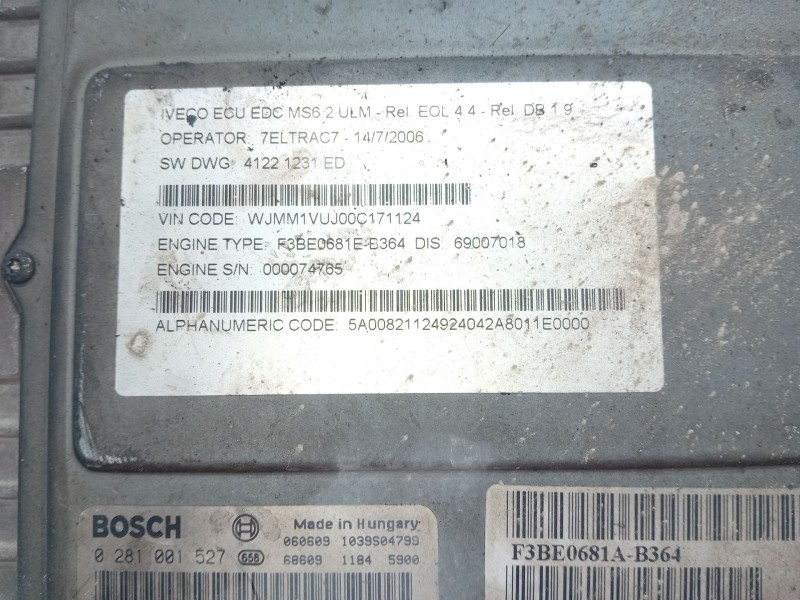 IVECO ECU EDC MS6.2 ULM - Rel. EOL 4.4 - Rel. DB 1.9
OPERATOR: 7ELTRAC7 - 14/7/2006
SW DWG: 4122 1231 ED
VIN CODE: WJMM1VUJ00C171124
ENGINE TYPE: F3BE0681E-B364 DIS: 69007018
ENGINE S/N: 000074765
ALPHANUMERIC CODE: 5A00821124924042A8011E0000
BOSCH Made in Hungary
060609 1039S04799
0 281 001 527 658 68609 1184 5900
F3BE0681A-B364